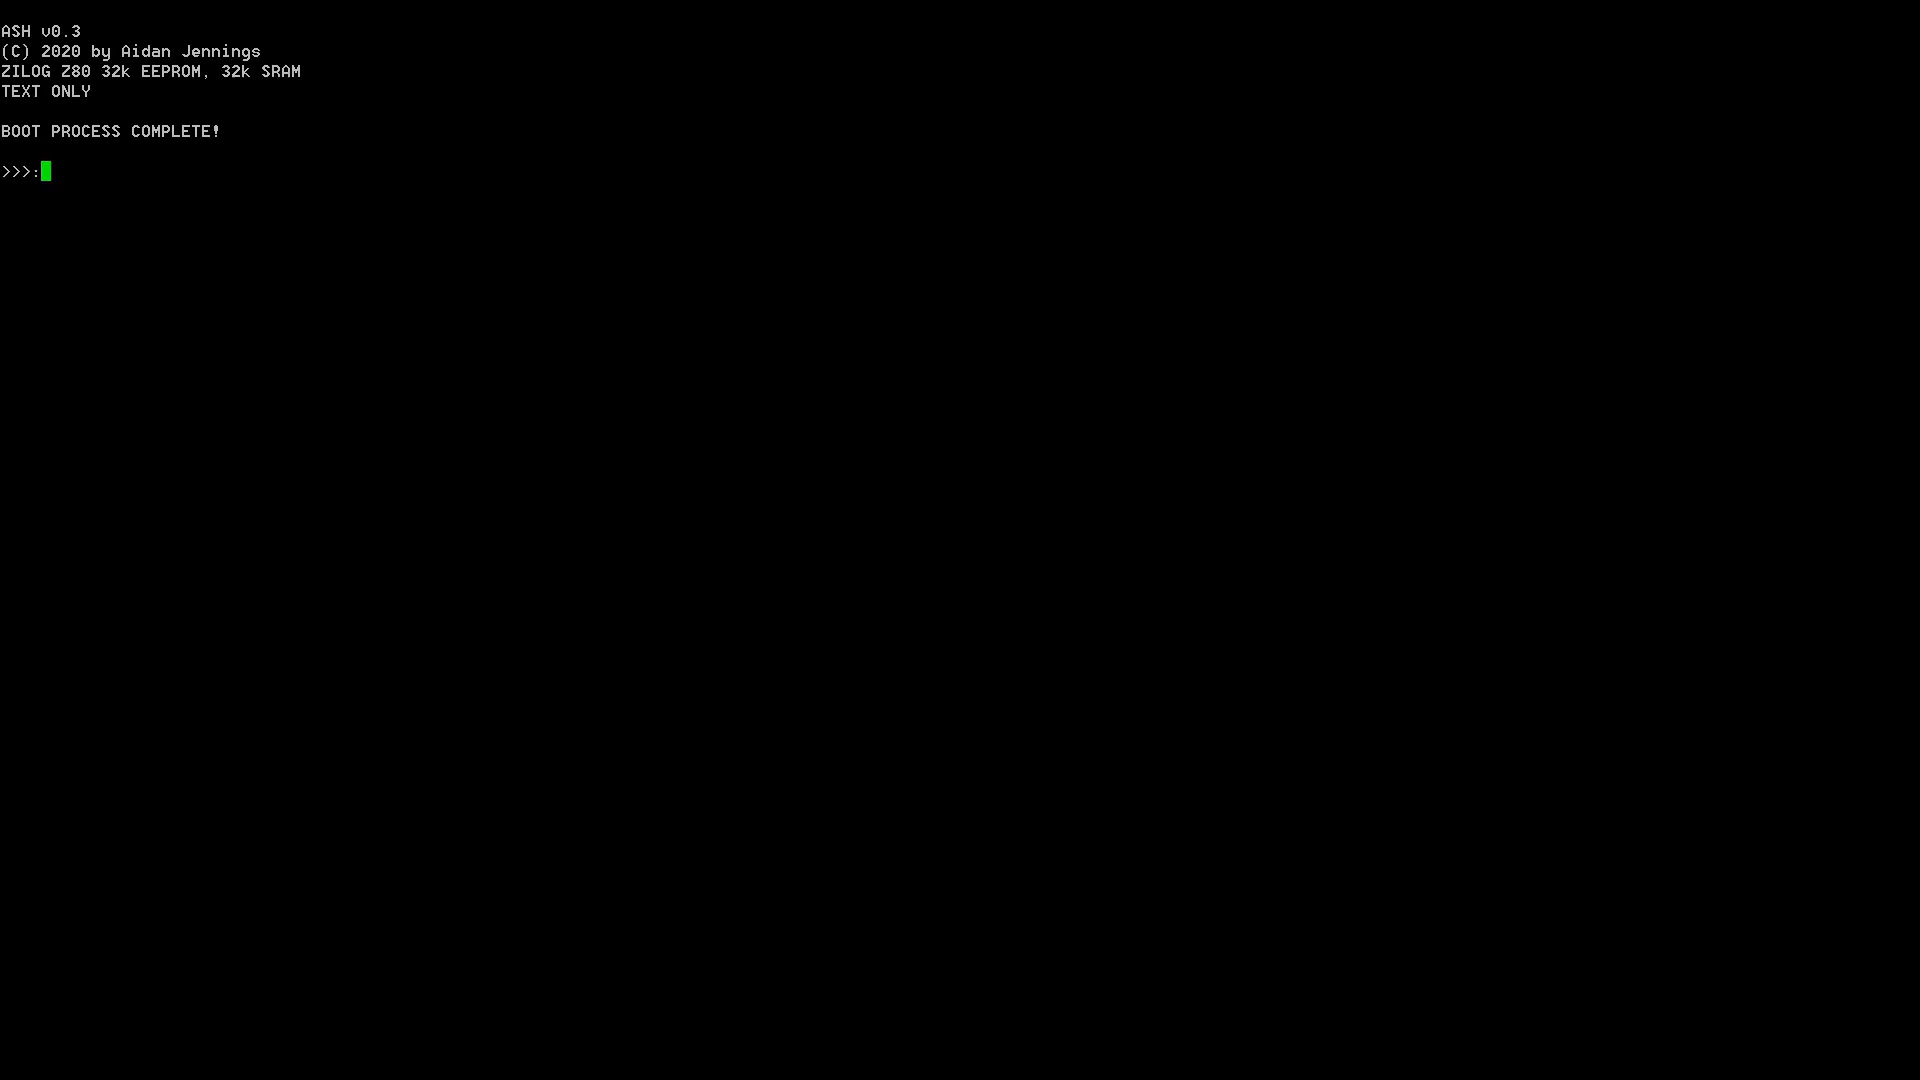 ASH v0.3
(C) 2020 by Aidan Jennings
ZILOG Z80 32k EEPROM, 32k SRAM
TEXT ONLY
BOOT PROCESS COMPLETE!
>>>: